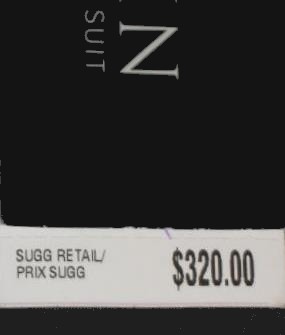 N
SUIT
SUGG RETAIL/
PRIX SUGG
$320.00